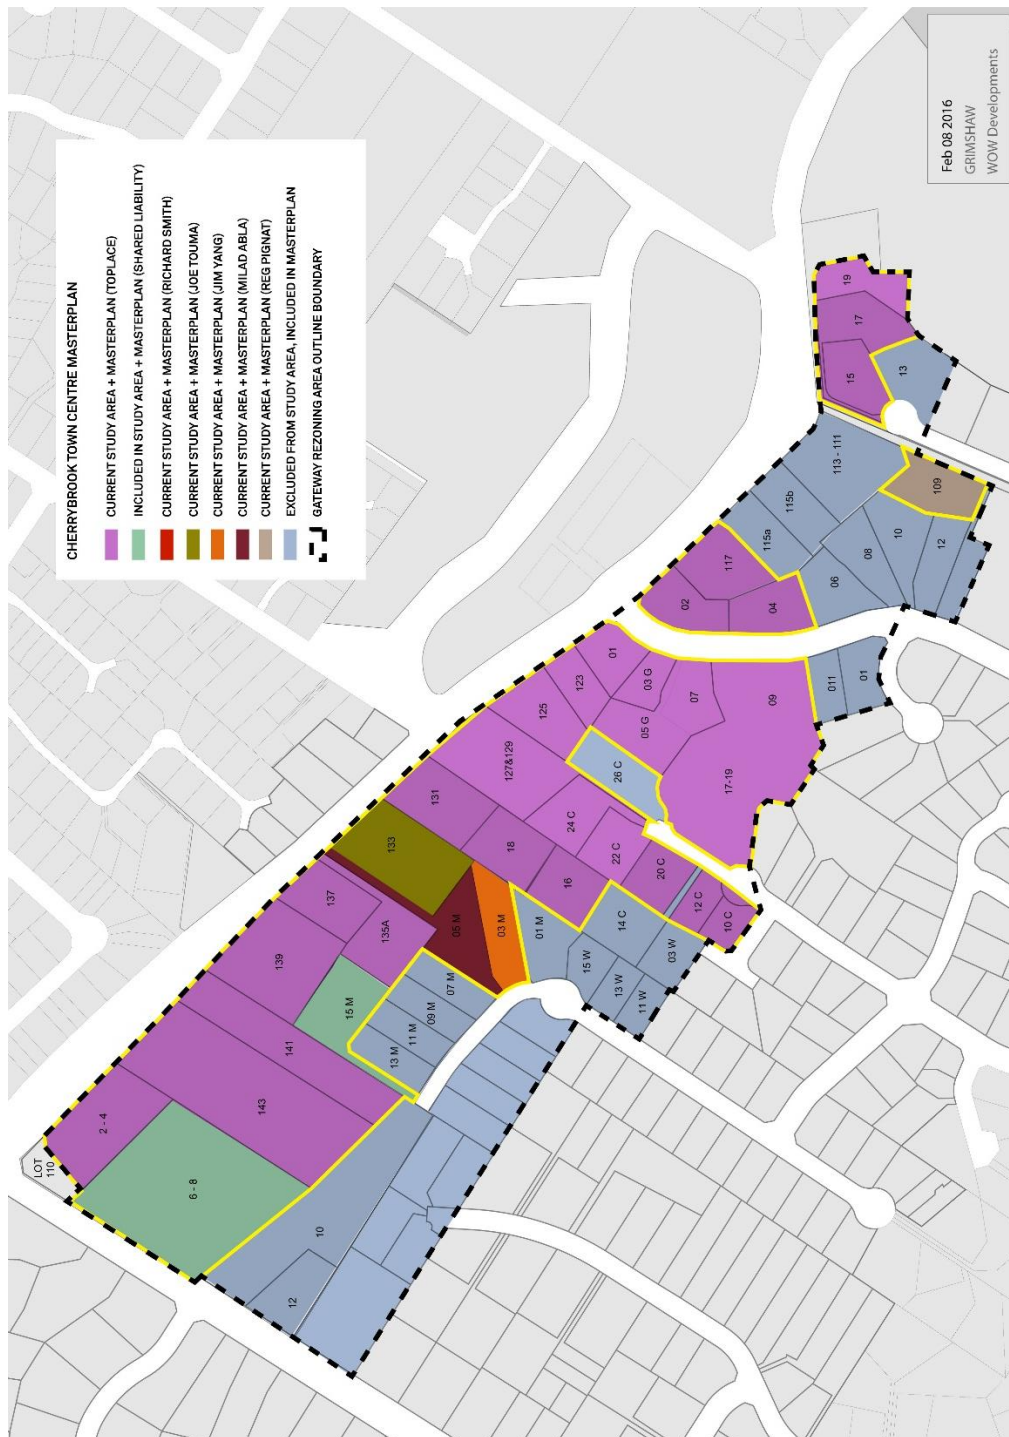 CHERRYBROOK TOWN CENTRE MASTERPLAN
CURRENT STUDY AREA + MASTERPLAN (TOPLACE)
INCLUDED IN STUDY AREA + MASTERPLAN (SHARED LIABILITY)
CURRENT STUDY AREA + MASTERPLAN (RICHARD SMITH)
CURRENT STUDY AREA + MASTERPLAN (JOE TOUMA)
CURRENT STUDY AREA + MASTERPLAN (JIM YANG)
CURRENT STUDY AREA + MASTERPLAN (MILAD ABLA)
CURRENT STUDY AREA + MASTERPLAN (REG PIGNAT)
EXCLUDED FROM STUDY AREA, INCLUDED IN MASTERPLAN
GATEWAY REZONING AREA OUTLINE BOUNDARY
Feb 08 2016
GRIMSHAW
WOW Developments
LOT
110
2 - 4
6 - 8
143
141
139
137
135A
15 M
13 M
11 M
09 M
07 M
05 M
03 M
01 M
133
131
127&129
125
123
01
03 G
05 G
07
09
17-19
18
16
24 C
26 C
22 C
20 C
14 C
12 C
10 C
15 W
13 W
11 W
03 W
10
12
02
117
04
115a
115b
113 - 111
06
08
10
12
109
011
01
15
17
19
13